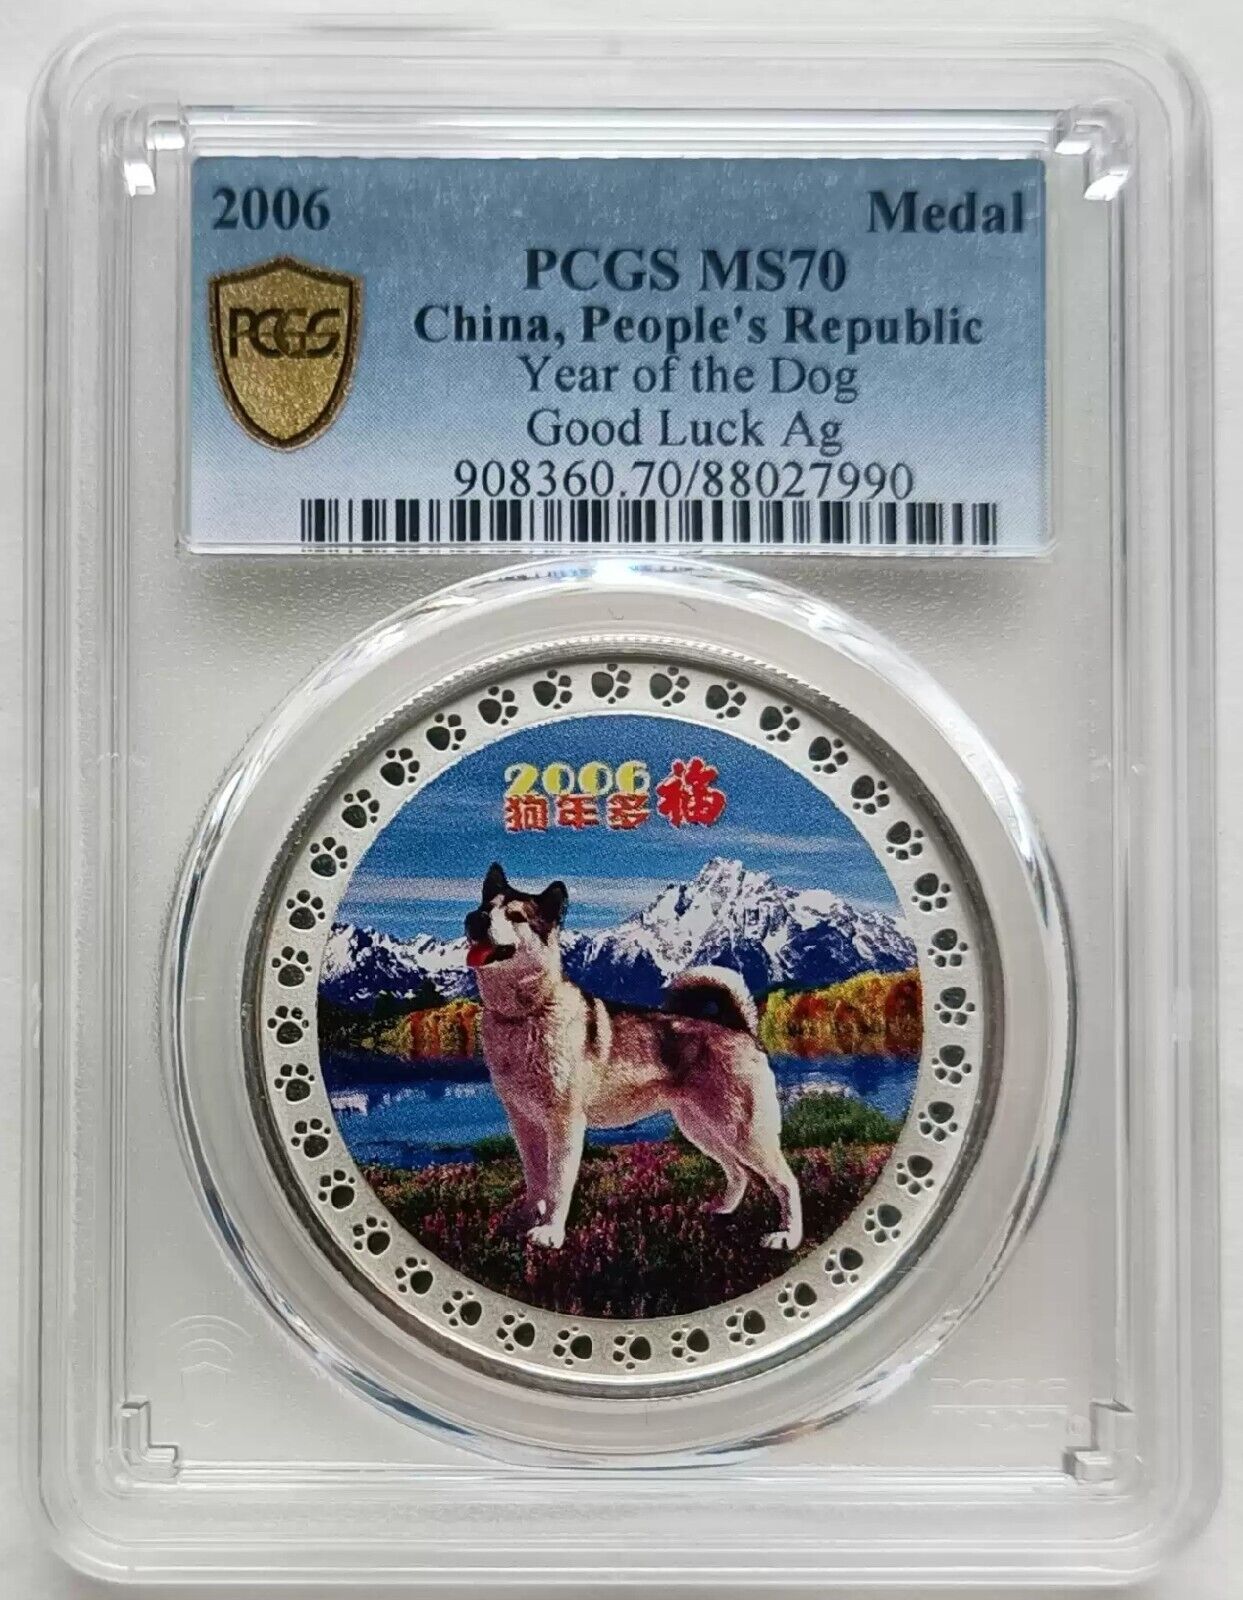 2006 Medal
PCGS MS70
PCGS
China, People's Republic
Year of the Dog
Good Luck Ag
908360.70/88027990
2006
狗年多福